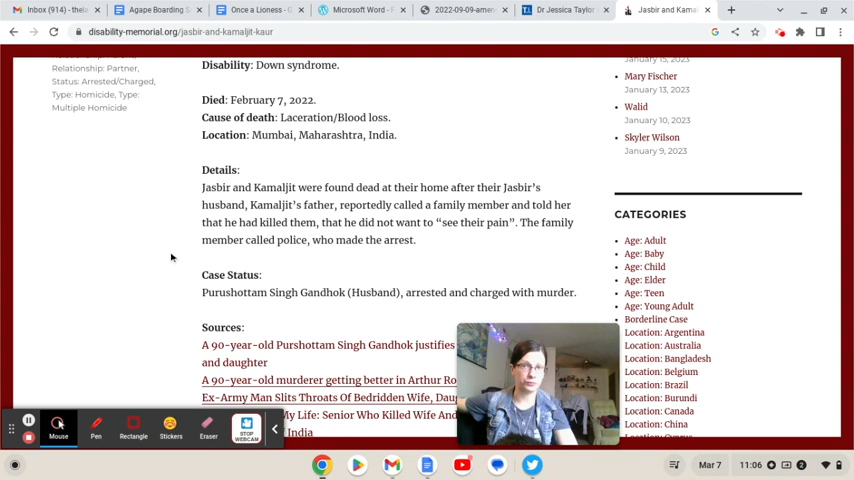 Inbox (914) - thela
Agape Boarding S
Once a Lioness - G
Microsoft Word - F
2022-09-09-amen
Dr Jessica Taylor
Jasbir and Kamal
disability-memorial.org/jasbir-and-kamaljit-kaur
Relationship: Partner,
Status: Arrested/Charged,
Type: Homicide, Type:
Multiple Homicide
Disability: Down syndrome.
Died: February 7, 2022.
Cause of death: Laceration/Blood loss.
Location: Mumbai, Maharashtra, India.
Details:
Jasbir and Kamaljit were found dead at their home after their Jasbir's
husband, Kamaljit's father, reportedly called a family member and told her
that he had killed them, that he did not want to "see their pain". The family
member called police, who made the arrest.
Case Status:
Purushottam Singh Gandhok (Husband), arrested and charged with murder.
Sources:
A 90-year-old Purshottam Singh Gandhok justifies
and daughter
A 90-year-old murderer getting better in Arthur Ro
Ex-Army Man Slits Throats Of Bedridden Wife, Daug
My Life: Senior Who Killed Wife And
India
January 15, 2023
Mary Fischer
January 13, 2023
Walid
January 10, 2023
Skyler Wilson
January 9, 2023
CATEGORIES
Age: Adult
Age: Baby
Age: Child
Age: Elder
Age: Teen
Age: Young Adult
Borderline Case
Location: Argentina
Location: Australia
Location: Bangladesh
Location: Belgium
Location: Brazil
Location: Burundi
Location: Canada
Location: China
Mouse
Pen
Rectangle
Stickers
Eraser
STOP
WEBCAM
Mar 7
11:06
2